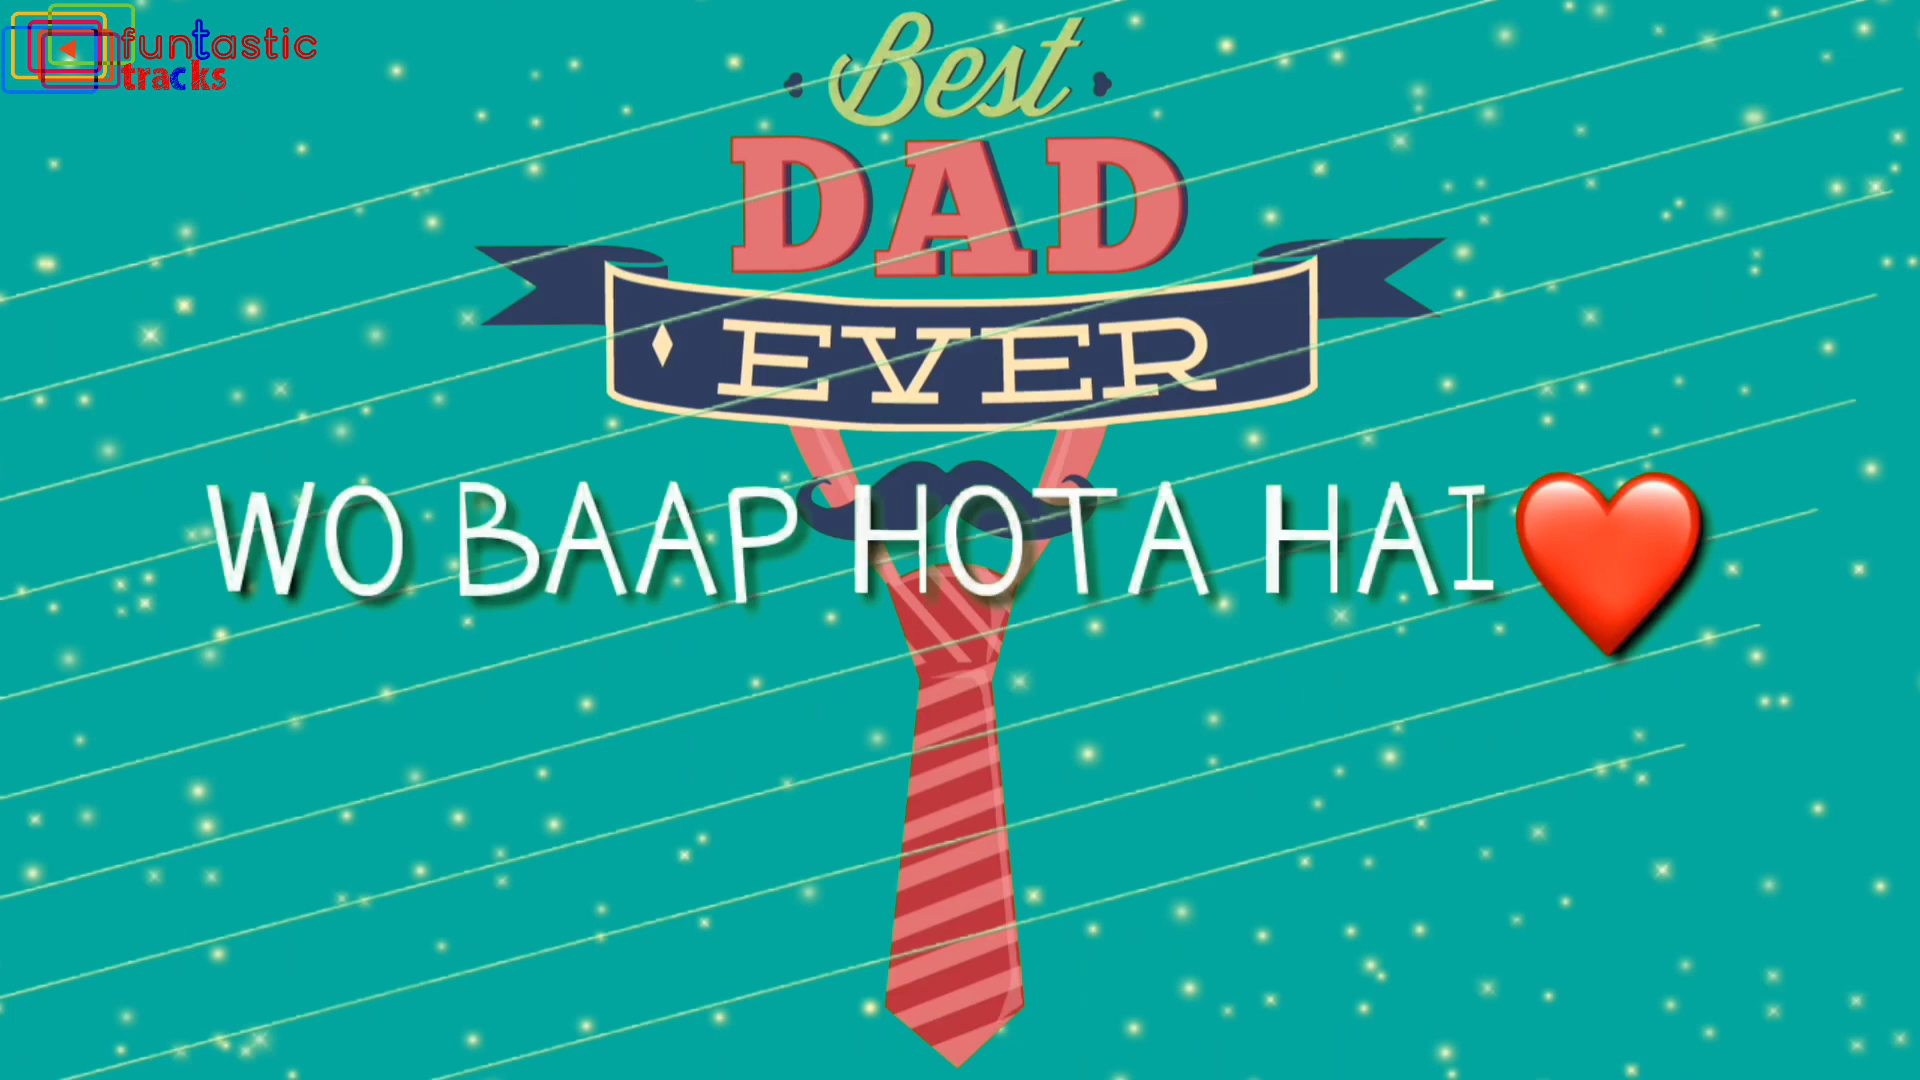 funtastic
tracks
Best
DAD
EVER
WO BAAP HOTA HAI❤️